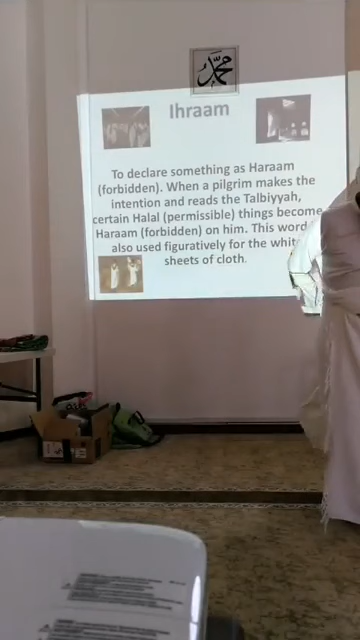 محمد
Ihraam
To declare something as Haraam
(forbidden). When a pilgrim makes the
intention and reads the Talbiyyah,
certain Halal (permissible) things become
Haraam (forbidden) on him. This word
also used figuratively for the white
sheets of cloth.